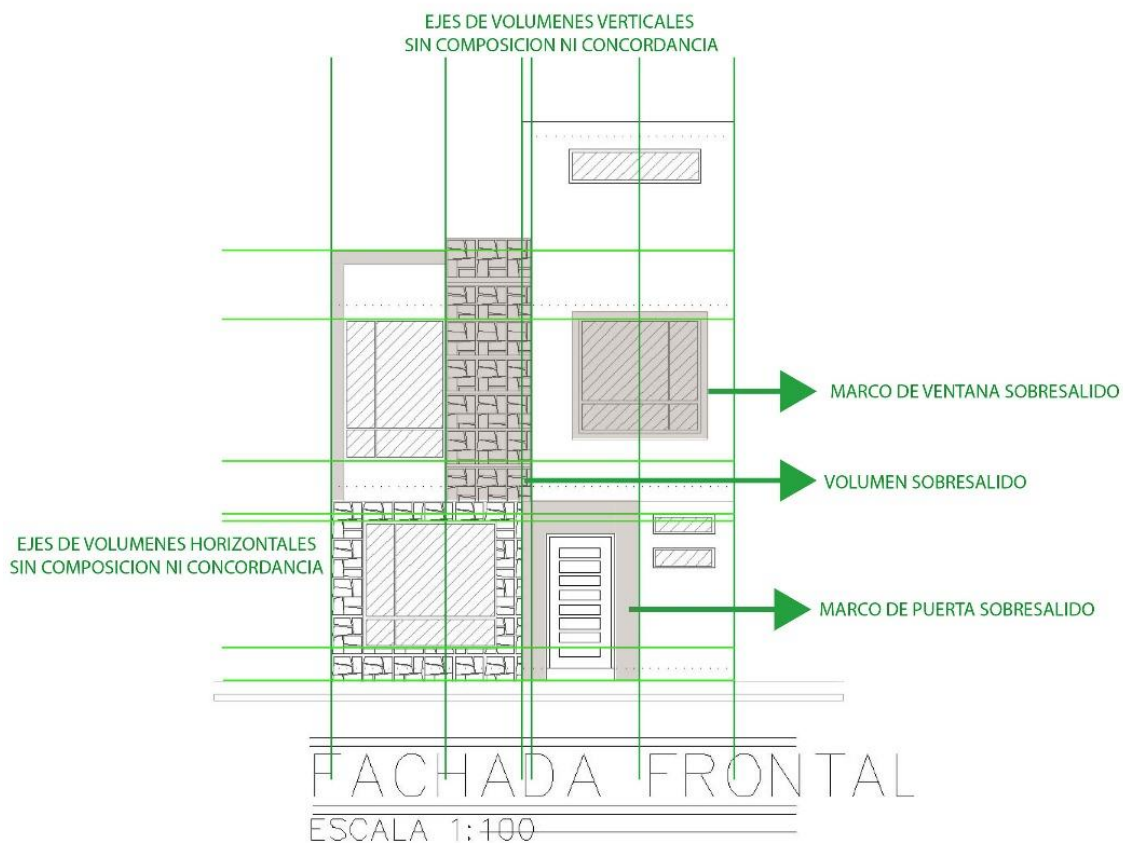 EJES DE VOLUMENES VERTICALES
SIN COMPOSICION NI CONCORDANCIA
MARCO DE VENTANA SOBRESALIDO
VOLUMEN SOBRESALIDO
EJES DE VOLUMENES HORIZONTALES
SIN COMPOSICION NI CONCORDANCIA
MARCO DE PUERTA SOBRESALIDO
FACHADA FRONTAL
ESCALA 1:100